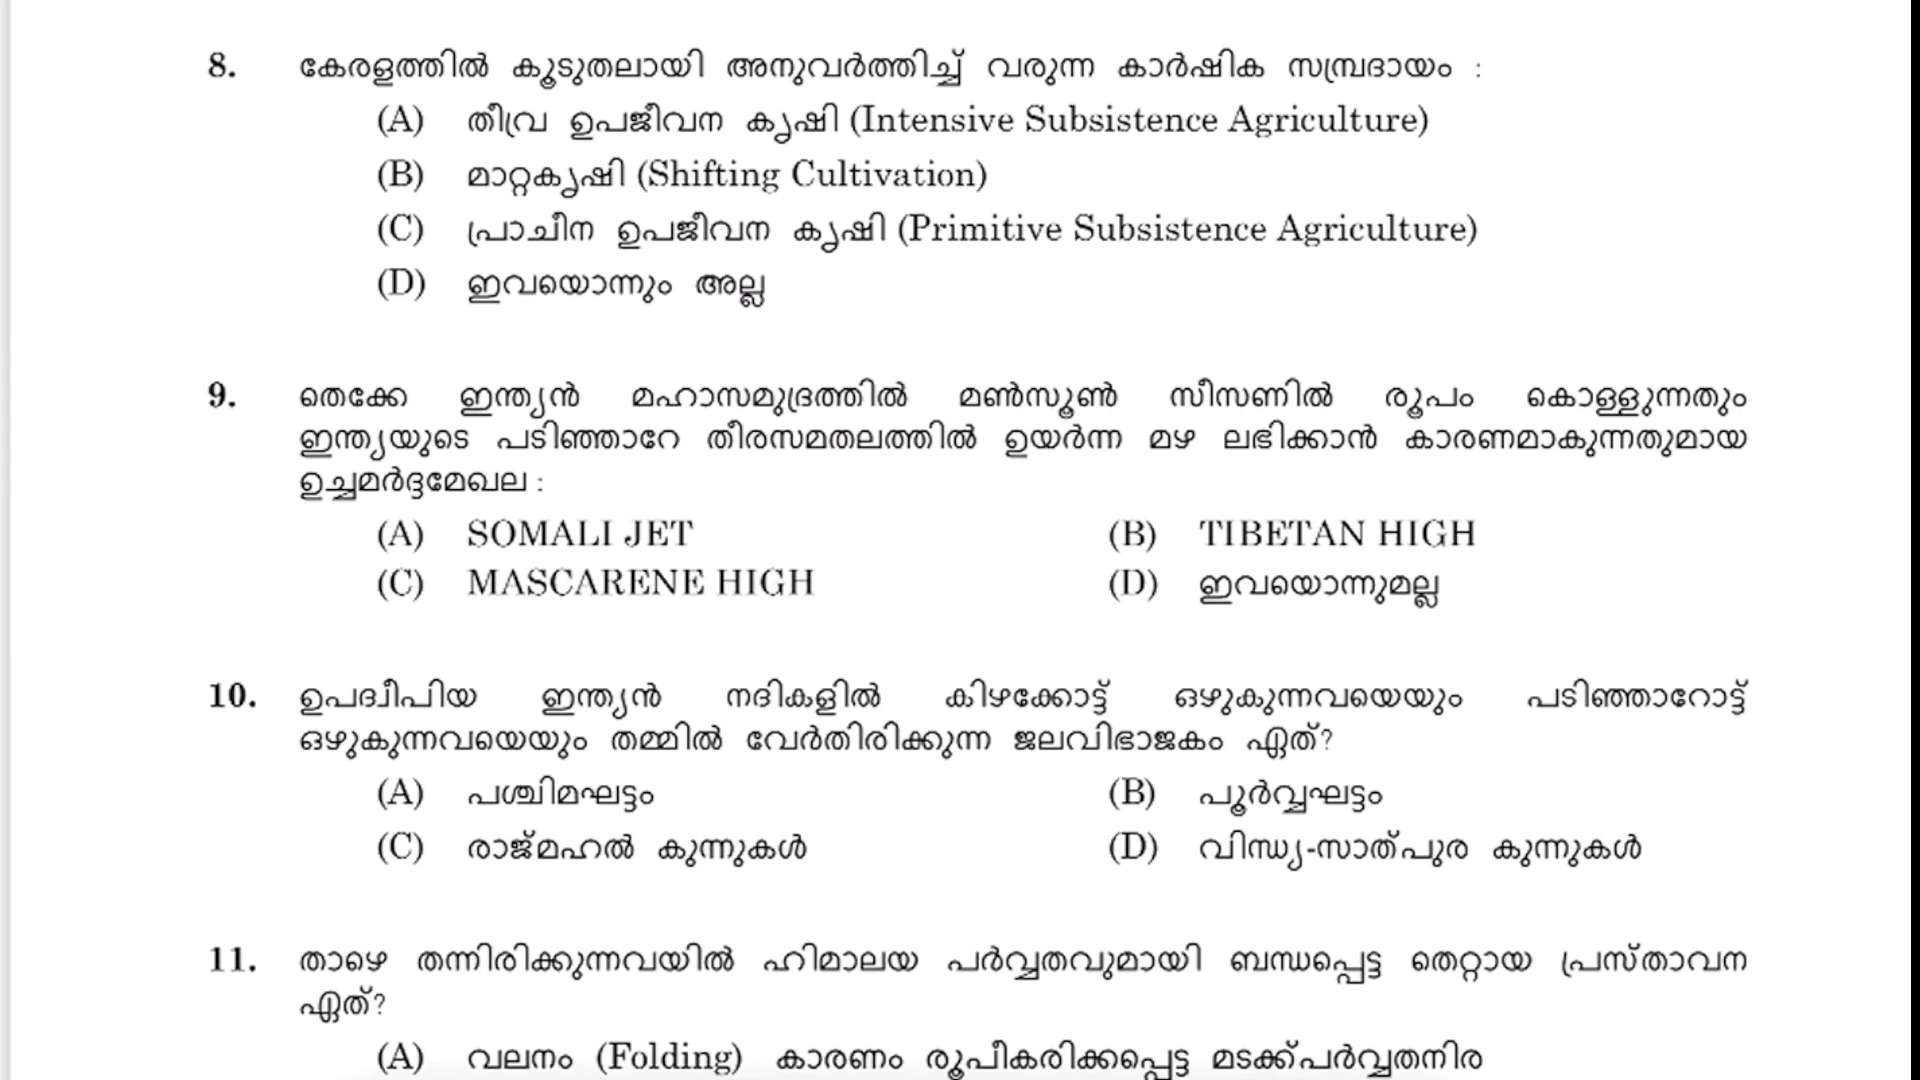 8. കേരളത്തിൽ കൂടുതലായി അനുവർത്തിച്ച് വരുന്ന കാർഷിക സമ്പ്രദായം :
(A) തീവ്ര ഉപജീവന കൃഷി (Intensive Subsistence Agriculture)
(B) മാറ്റകൃഷി (Shifting Cultivation)
(C) പ്രാചീന ഉപജീവന കൃഷി (Primitive Subsistence Agriculture)
(D) ഇവയൊന്നും അല്ല
9. തെക്കേ ഇന്ത്യൻ മഹാസമുദ്രത്തിൽ മൺസൂൺ സീസണിൽ രൂപം കൊള്ളുന്നതും
ഇന്ത്യയുടെ പടിഞ്ഞാറേ തീരസമതലത്തിൽ ഉയർന്ന മഴ ലഭിക്കാൻ കാരണമാകുന്നതുമായ
ഉച്ചമർദ്ദമേഖല :
(A) SOMALI JET (B) TIBETAN HIGH
(C) MASCARENE HIGH (D) ഇവയൊന്നുമല്ല
10. ഉപദ്വീപിയ ഇന്ത്യൻ നദികളിൽ കിഴക്കോട്ട് ഒഴുകുന്നവയെയും പടിഞ്ഞാറോട്ട്
ഒഴുകുന്നവയെയും തമ്മിൽ വേർതിരിക്കുന്ന ജലവിഭാജകം ഏത്?
(A) പശ്ചിമഘട്ടം (B) പൂർവ്വഘട്ടം
(C) രാജ്മഹൽ കുന്നുകൾ (D) വിന്ധ്യ-സാത്പുര കുന്നുകൾ
11. താഴെ തന്നിരിക്കുന്നവയിൽ ഹിമാലയ പർവ്വതവുമായി ബന്ധപ്പെട്ട തെറ്റായ പ്രസ്താവന
ഏത്?
(A) വലനം (Folding) കാരണം രൂപീകരിക്കപ്പെട്ട മടക്ക്പർവ്വതനിര